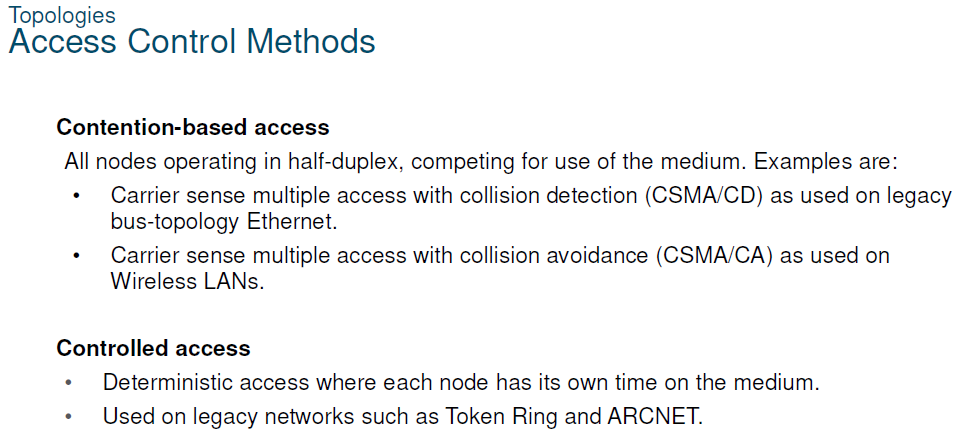 Topologies
Access Control Methods
Contention-based access
All nodes operating in half-duplex, competing for use of the medium. Examples are:
• Carrier sense multiple access with collision detection (CSMA/CD) as used on legacy
bus-topology Ethernet.
• Carrier sense multiple access with collision avoidance (CSMA/CA) as used on
Wireless LANs.
Controlled access
• Deterministic access where each node has its own time on the medium.
• Used on legacy networks such as Token Ring and ARCNET.